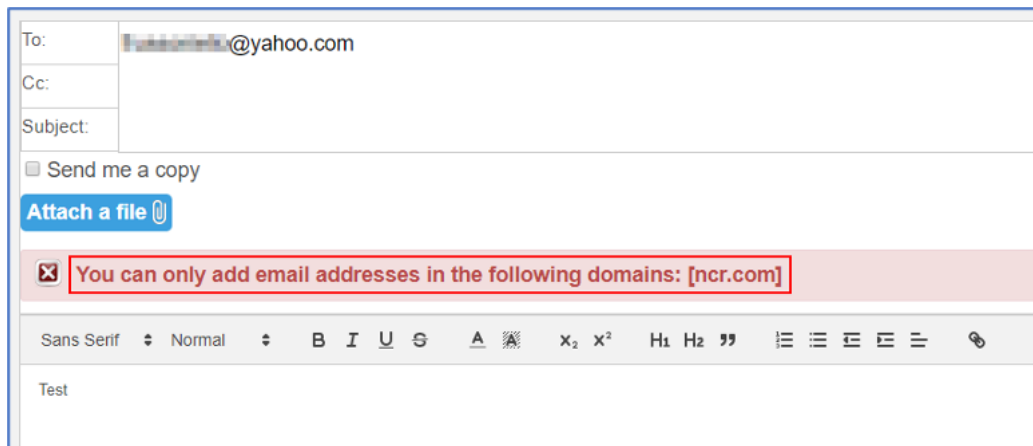 To: @yahoo.com
Cc:
Subject:
Send me a copy
Attach a file
You can only add email addresses in the following domains: [ncr.com]
Sans Serif Normal B I U S A A X₂ X² H1 H2 ”
Test